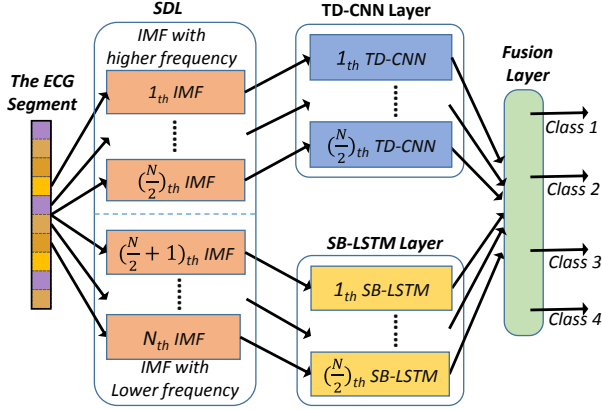 SDL
IMF with
higher frequency
The ECG
Segment
1th IMF
(N/2)th IMF
(N/2 + 1)th IMF
Nth IMF
IMF with
Lower frequency
TD-CNN Layer
1th TD-CNN
(N/2)th TD-CNN
SB-LSTM Layer
1th SB-LSTM
(N/2)th SB-LSTM
Fusion
Layer
Class 1
Class 2
Class 3
Class 4